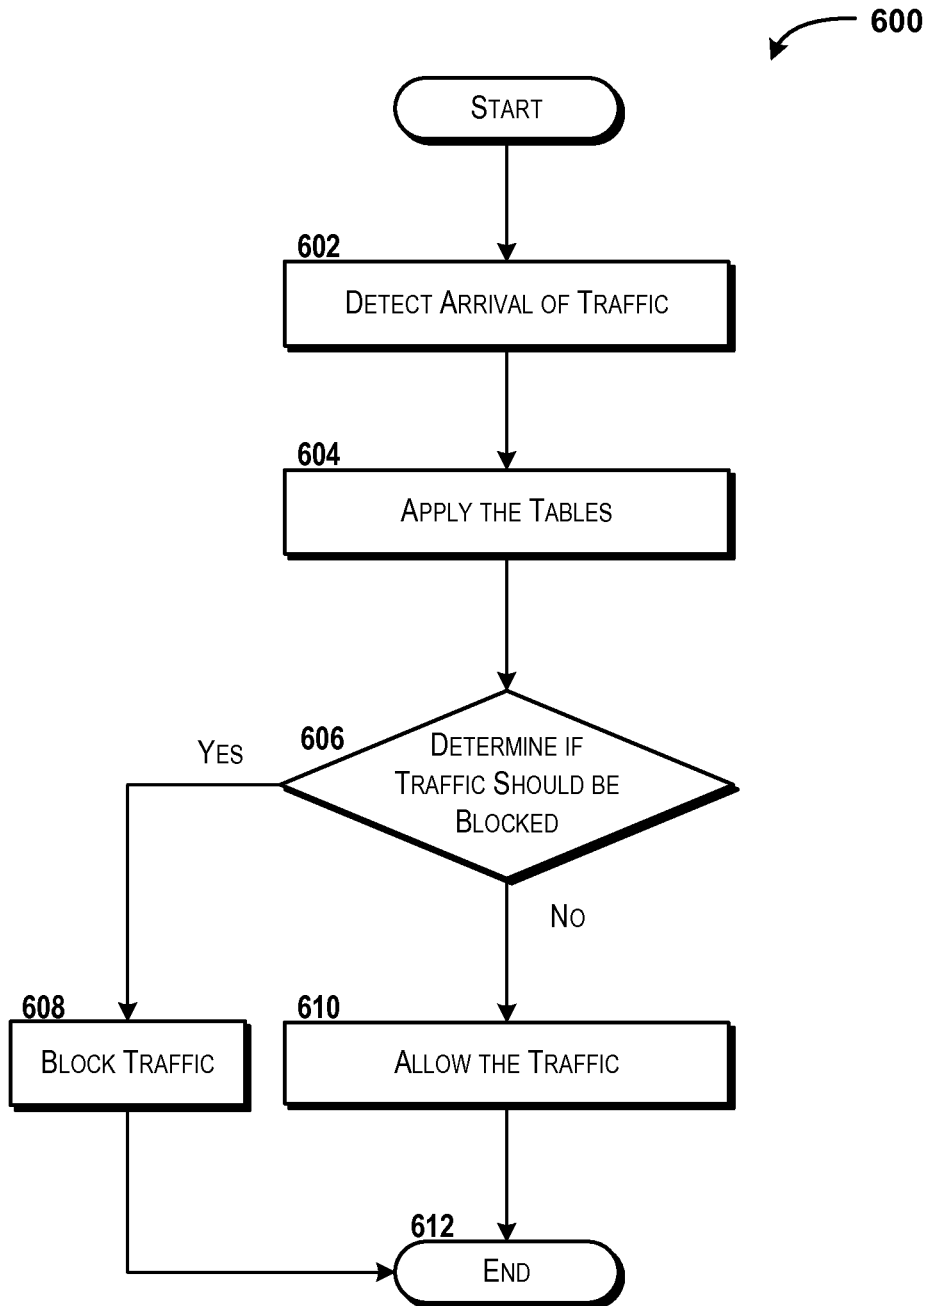 600
START
602
DETECT ARRIVAL OF TRAFFIC
604
APPLY THE TABLES
606
DETERMINE IF
TRAFFIC SHOULD BE
BLOCKED
YES
NO
608
BLOCK TRAFFIC
610
ALLOW THE TRAFFIC
612
END